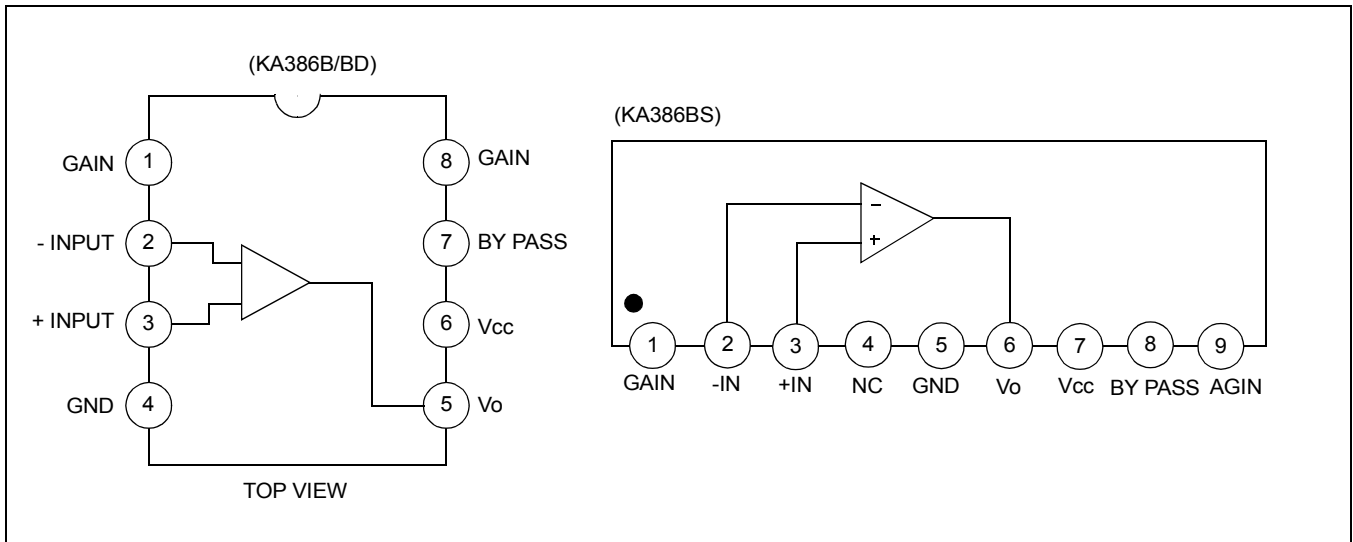 (KA386B/BD)
GAIN 1
8 GAIN
- INPUT 2
7 BY PASS
+ INPUT 3
6 Vcc
GND 4
5 Vo
TOP VIEW
(KA386BS)
−
+
1 2 3 4 5 6 7 8 9
GAIN -IN +IN NC GND Vo Vcc BY PASS AGIN